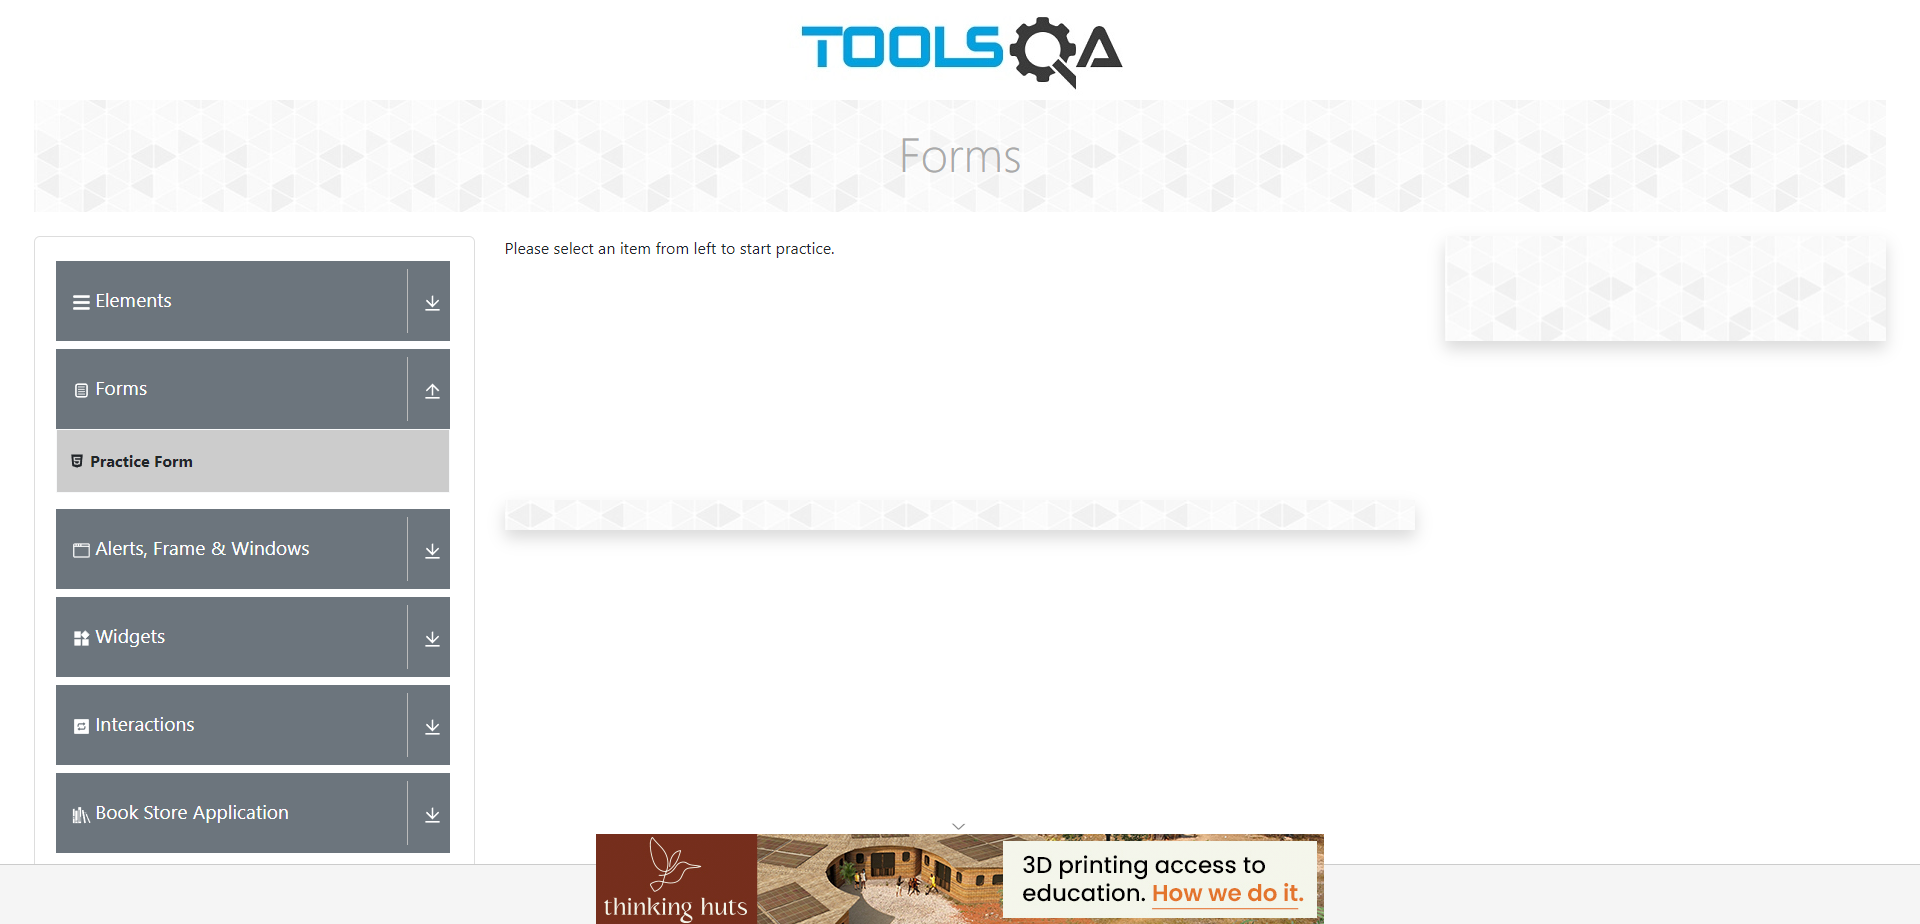 TOOLSQA
Forms
Please select an item from left to start practice.
Elements
Forms
Practice Form
Alerts, Frame & Windows
Widgets
Interactions
Book Store Application
thinking huts
3D printing access to
education. How we do it.